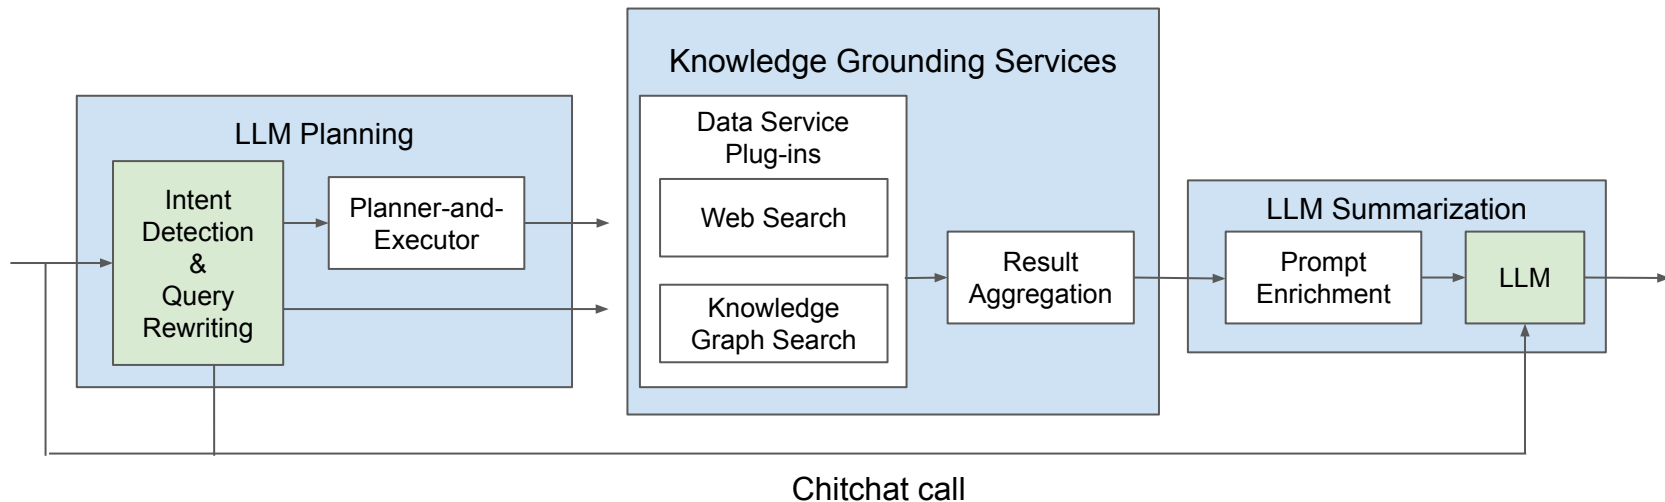 Knowledge Grounding Services
LLM Planning
Intent
Detection
&
Query
Rewriting
Planner-and-
Executor
Data Service
Plug-ins
Web Search
Knowledge
Graph Search
Result
Aggregation
LLM Summarization
Prompt
Enrichment
LLM
Chitchat call